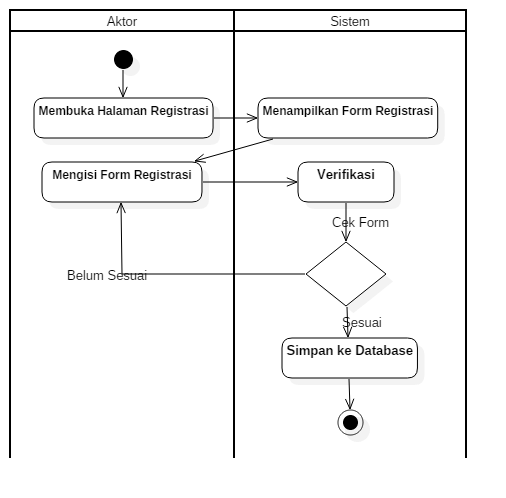 Aktor
Sistem
Membuka Halaman Registrasi
Menampilkan Form Registrasi
Mengisi Form Registrasi
Verifikasi
Cek Form
Belum Sesuai
Sesuai
Simpan ke Database